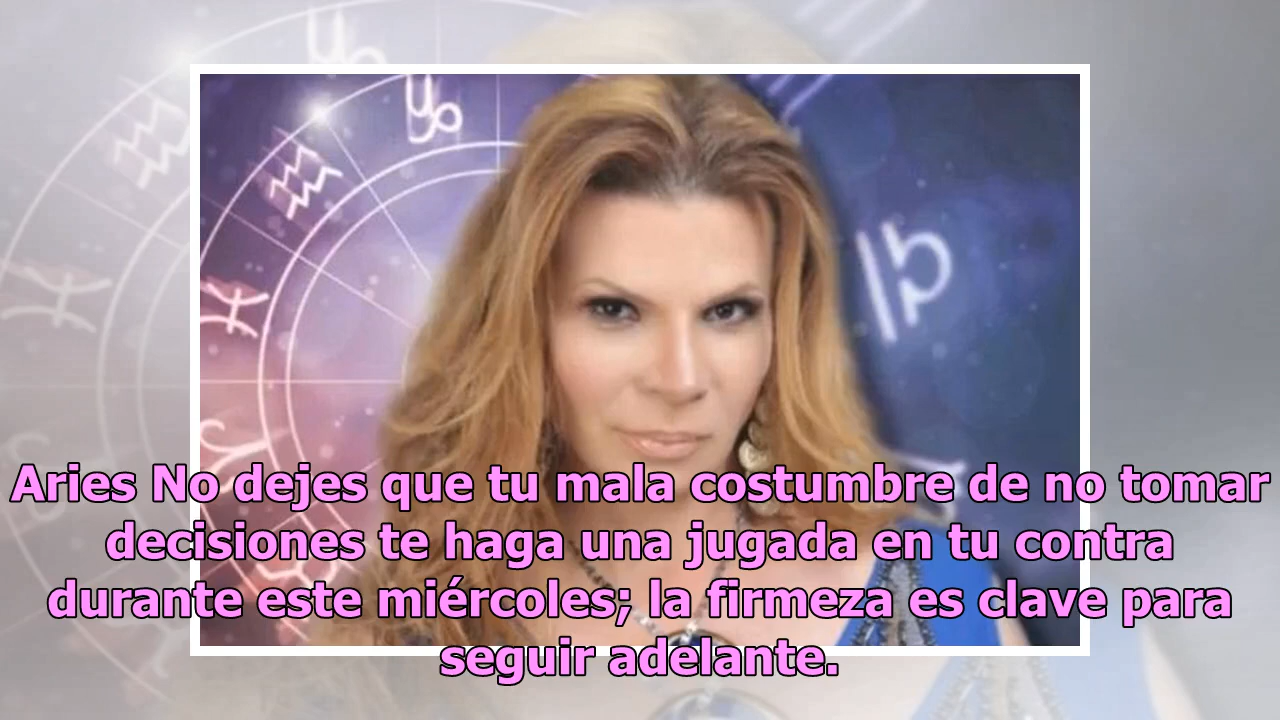 Aries No dejes que tu mala costumbre de no tomar
decisiones te haga una jugada en tu contra
durante este miércoles; la firmeza es clave para
seguir adelante.